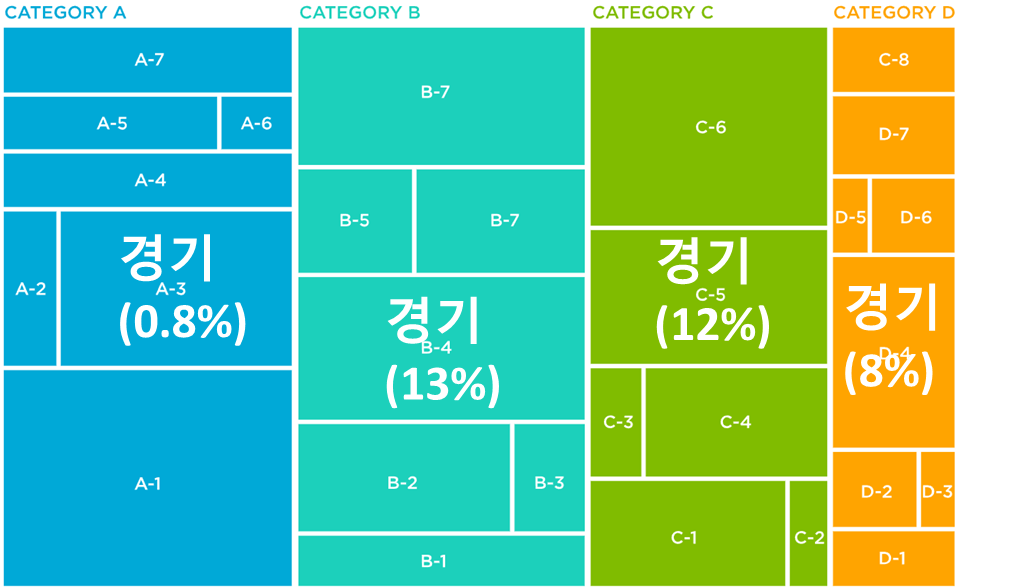 CATEGORY A
A-7
A-5
A-6
A-4
A-2
경기
A-3
(0.8%)
A-1
CATEGORY B
B-7
B-5
B-7
경기
B-4
(13%)
B-2
B-3
B-1
CATEGORY C
C-6
경기
C-5
(12%)
C-3
C-4
C-1
C-2
CATEGORY D
C-8
D-7
D-5
D-6
경기
D-4
(8%)
D-2
D-3
D-1